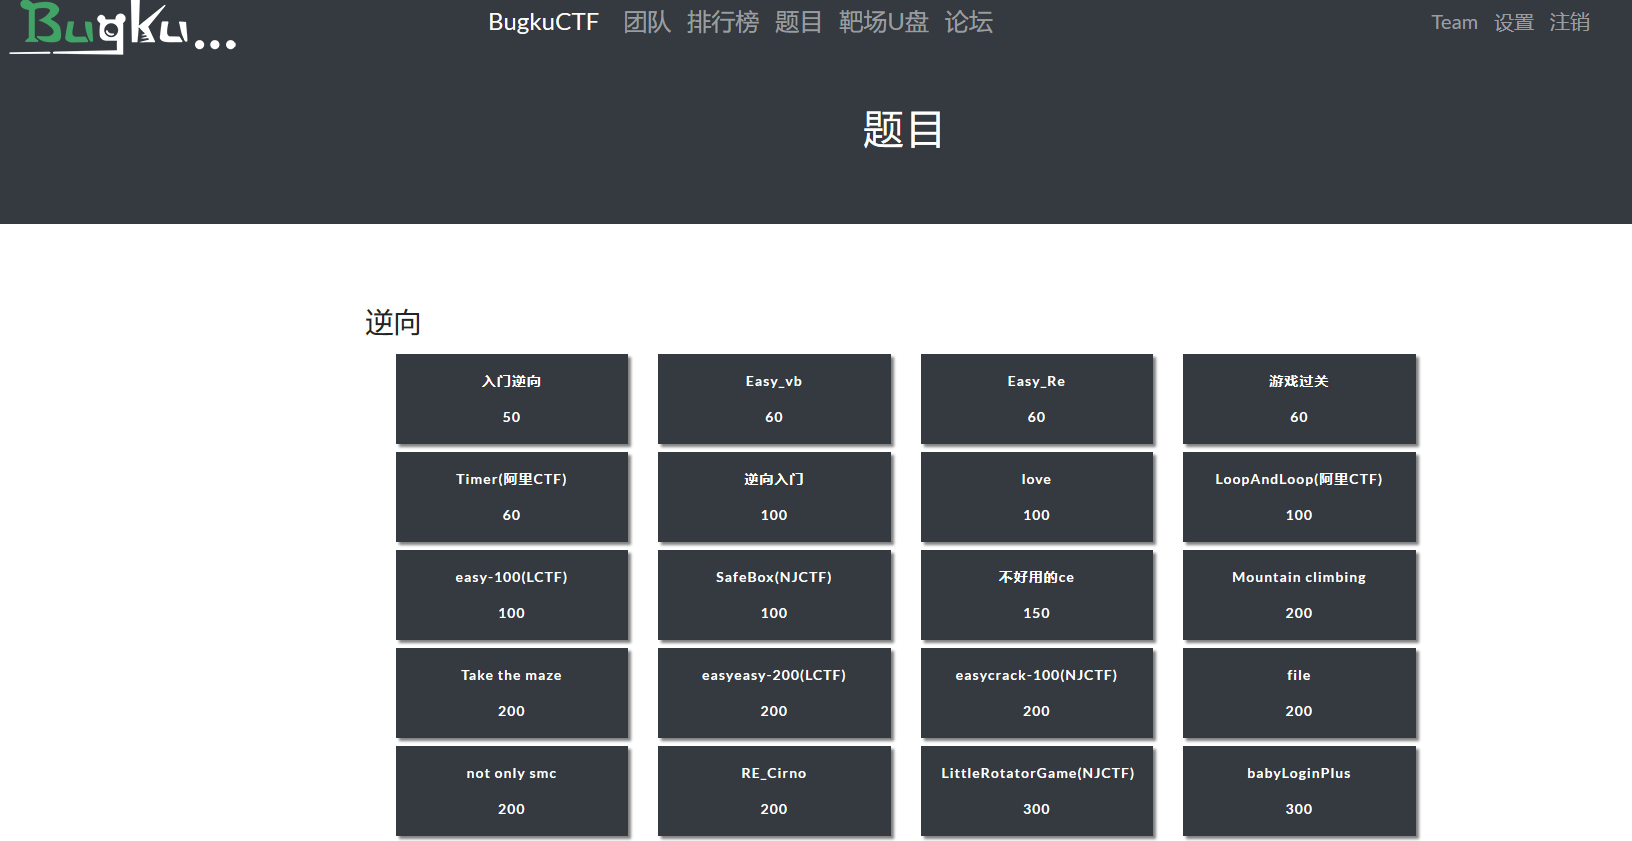 Bugku...
BugkuCTF 团队 排行榜 题目 靶场U盘 论坛 Team 设置 注销
题目
逆向
入门逆向 Easy_vb Easy_Re 游戏过关
50 60 60 60
Timer(阿里CTF) 逆向入门 love LoopAndLoop(阿里CTF)
60 100 100 100
easy-100(LCTF) SafeBox(NJCTF) 不好用的ce Mountain climbing
100 100 150 200
Take the maze easyeasy-200(LCTF) easycrack-100(NJCTF) file
200 200 200 200
not only smc RE_Cirno LittleRotatorGame(NJCTF) babyLoginPlus
200 200 300 300